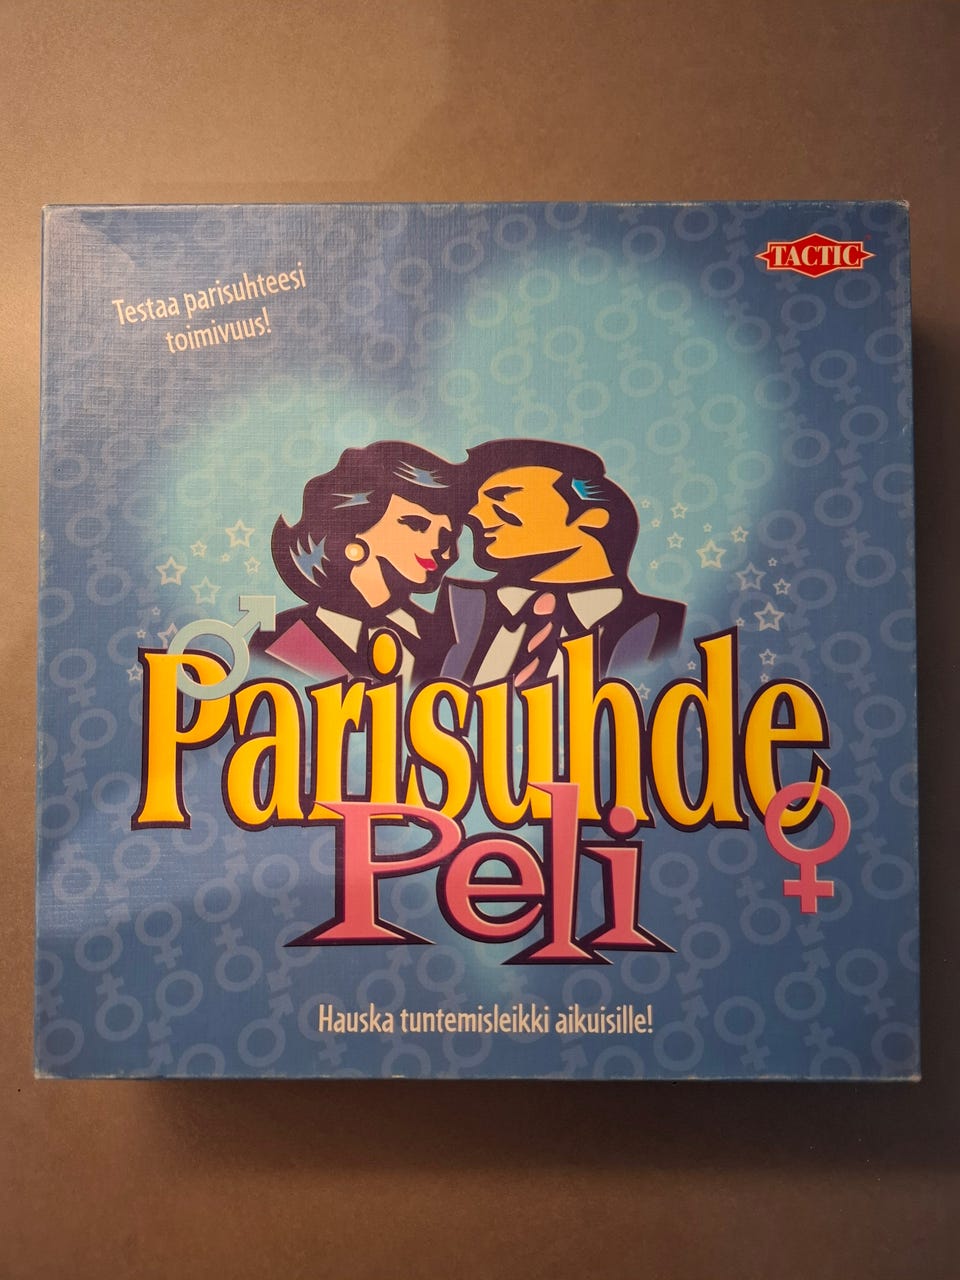 TACTIC
Testaa parisuhteesi
toimivuus!
Parisuhde
Peli
Hauska tuntemisleikki aikuisille!